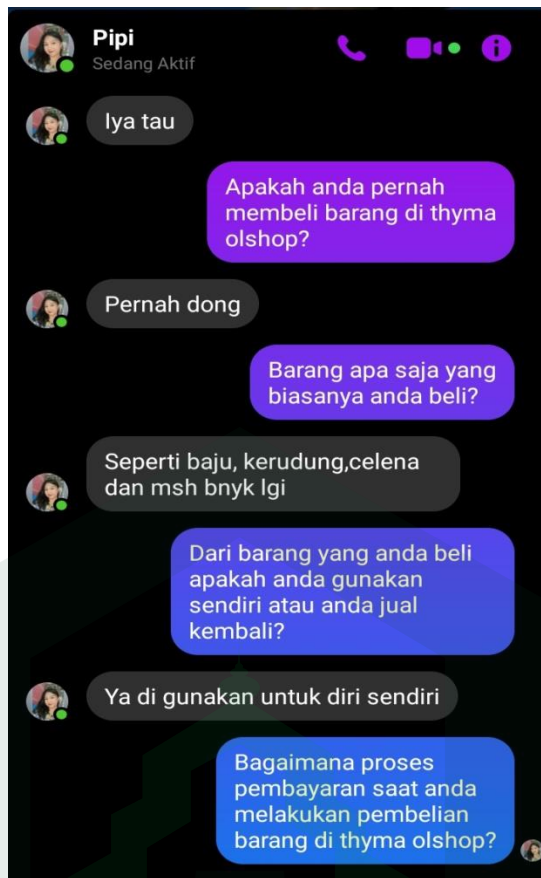 Pipi
Sedang Aktif
Iya tau
Apakah anda pernah
membeli barang di thyma
olshop?
Pernah dong
Barang apa saja yang
biasanya anda beli?
Seperti baju, kerudung,celena
dan msh bnyk lgi
Dari barang yang anda beli
apakah anda gunakan
sendiri atau anda jual
kembali?
Ya di gunakan untuk diri sendiri
Bagaimana proses
pembayaran saat anda
melakukan pembelian
barang di thyma olshop?